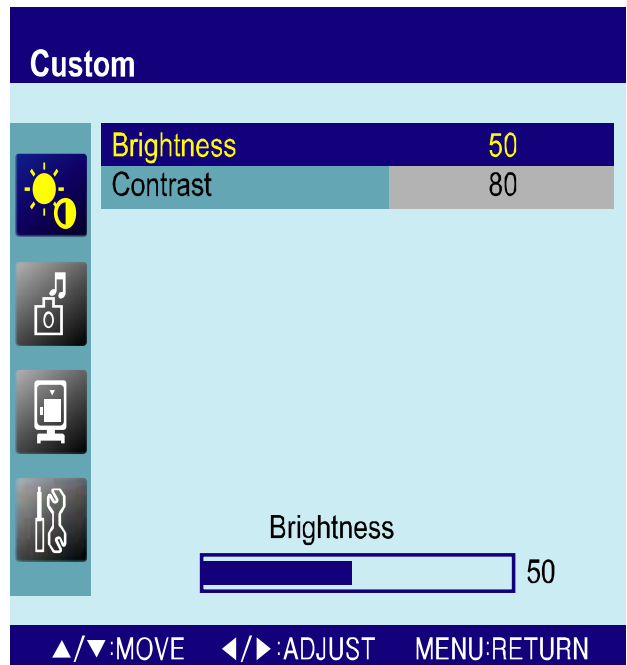 Custom
Brightness 50
Contrast 80
Brightness
50
▲/▼:MOVE ◀/▶:ADJUST MENU:RETURN